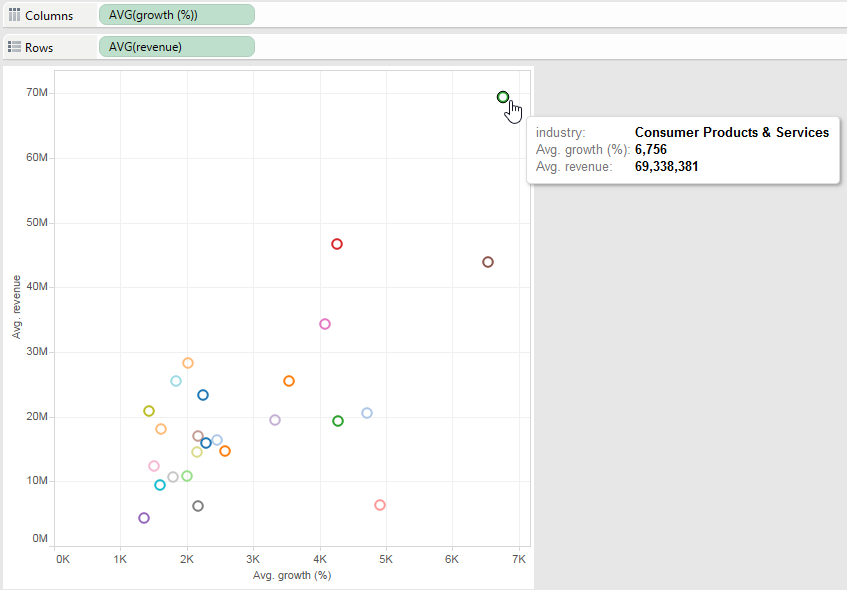 Columns AVG(growth (%))
Rows AVG(revenue)
70M
industry: Consumer Products & Services
Avg. growth (%): 6,756
Avg. revenue: 69,338,381
60M
50M
40M
Avg. revenue
30M
20M
10M
0M
0K 1K 2K 3K 4K 5K 6K 7K
Avg. growth (%)